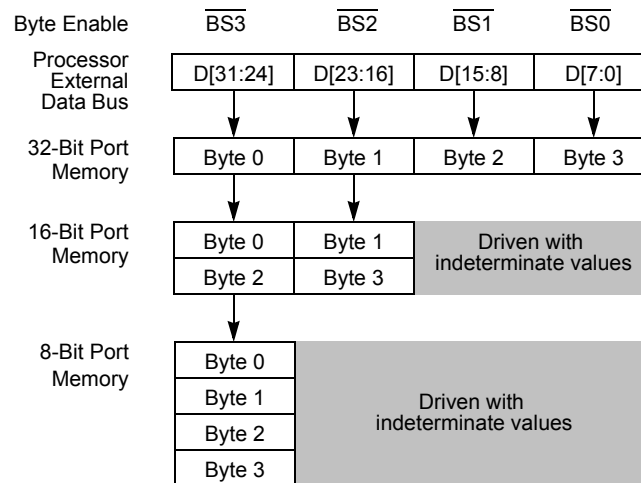 Byte Enable BS3 BS2 BS1 BS0
Processor
External
Data Bus
D[31:24] D[23:16] D[15:8] D[7:0]
32-Bit Port
Memory
Byte 0 Byte 1 Byte 2 Byte 3
16-Bit Port
Memory
Byte 0 Byte 1
Byte 2 Byte 3
Driven with
indeterminate values
8-Bit Port
Memory
Byte 0
Byte 1
Byte 2
Byte 3
Driven with
indeterminate values